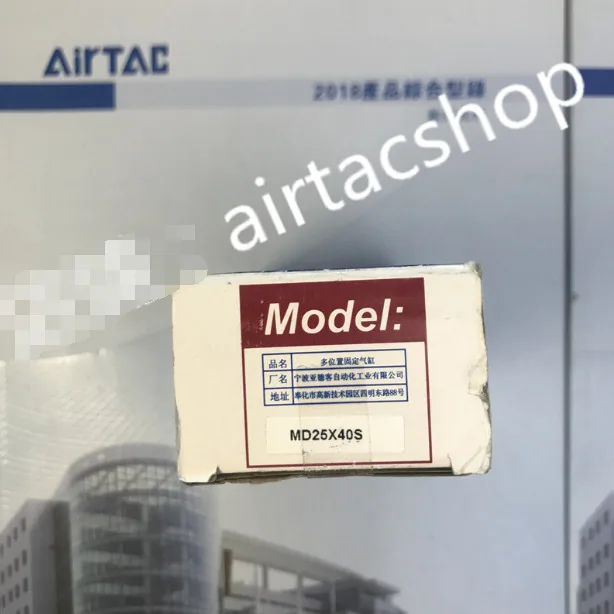 AiRTAC
2018產品綜合型錄
airtacshop
Model:
品名 多位置固定气缸
厂名 宁波亚德客自动化工业有限公司
地址 奉化市高新技术园区四明东路88号
MD25X40S